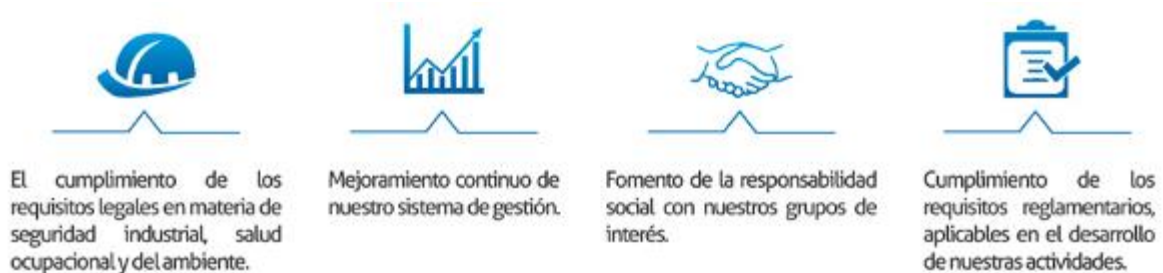 El cumplimiento de los
requisitos legales en materia de
seguridad industrial, salud
ocupacional y del ambiente.
Mejoramiento continuo de
nuestro sistema de gestión.
Fomento de la responsabilidad
social con nuestros grupos de
interés.
Cumplimiento de los
requisitos reglamentarios,
aplicables en el desarrollo
de nuestras actividades.